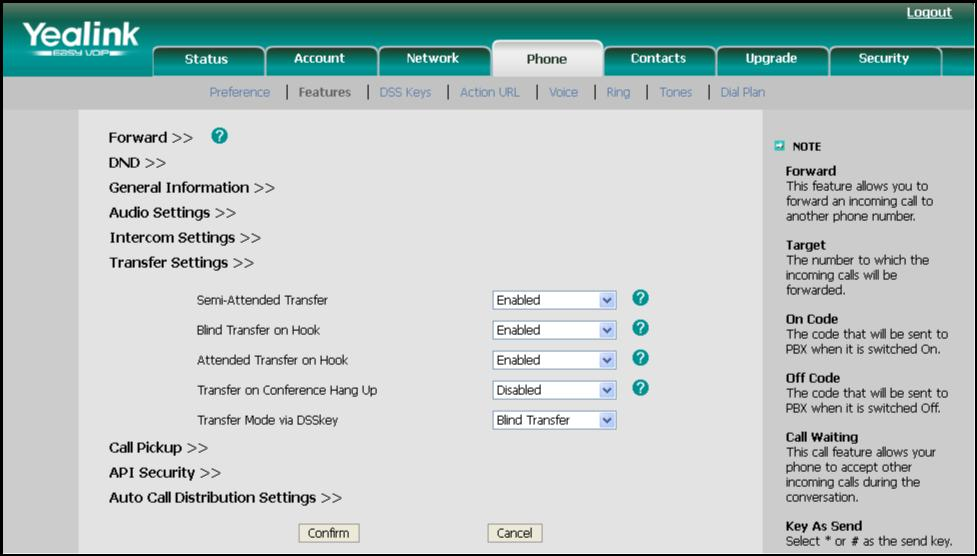 Logout
Yealink
EASY VOIP
Status Account Network Phone Contacts Upgrade Security
Preference | Features | DSS Keys | Action URL | Voice | Ring | Tones | Dial Plan
Forward >> ?
DND >>
General Information >>
Audio Settings >>
Intercom Settings >>
Transfer Settings >>
Semi-Attended Transfer Enabled ?
Blind Transfer on Hook Enabled ?
Attended Transfer on Hook Enabled ?
Transfer on Conference Hang Up Disabled ?
Transfer Mode via DSSkey Blind Transfer
Call Pickup >>
API Security >>
Auto Call Distribution Settings >>
Confirm Cancel
NOTE
Forward
This feature allows you to
forward an incoming call to
another phone number.
Target
The number to which the
incoming calls will be
forwarded.
On Code
The code that will be sent to
PBX when it is switched On.
Off Code
The code that will be sent to
PBX when it is switched Off.
Call Waiting
This call feature allows your
phone to accept other
incoming calls during the
conversation.
Key As Send
Select * or # as the send key.